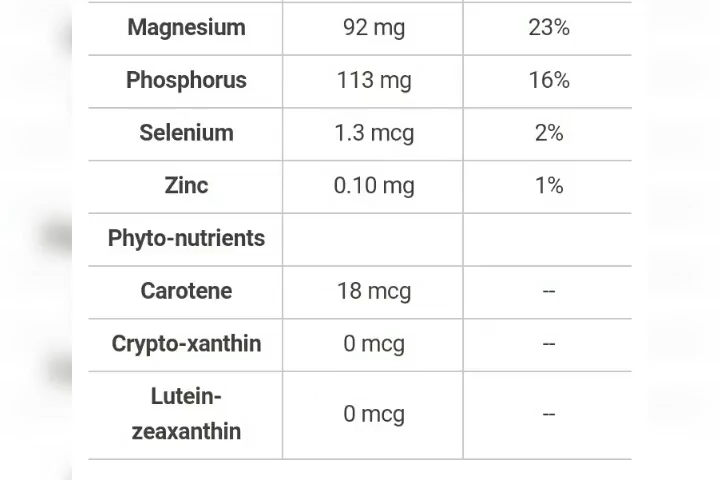 Magnesium 92 mg 23%
Phosphorus 113 mg 16%
Selenium 1.3 mcg 2%
Zinc 0.10 mg 1%
Phyto-nutrients
Carotene 18 mcg --
Crypto-xanthin 0 mcg --
Lutein-
zeaxanthin 0 mcg --